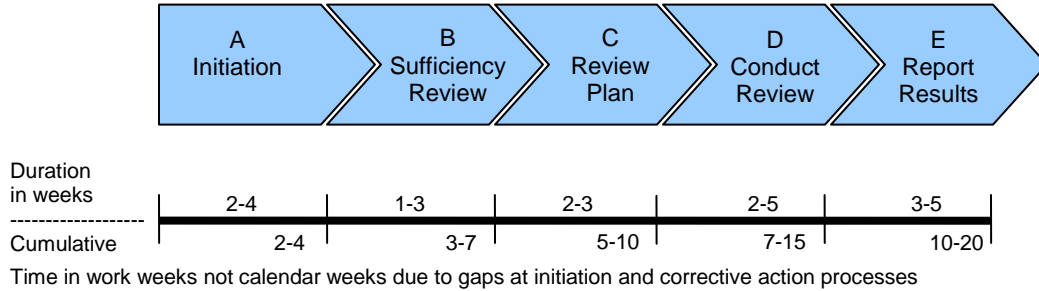 A
Initiation
B
Sufficiency
Review
C
Review
Plan
D
Conduct
Review
E
Report
Results
Duration
in weeks
2-4 1-3 2-3 2-5 3-5
-------------------
Cumulative 2-4 3-7 5-10 7-15 10-20
Time in work weeks not calendar weeks due to gaps at initiation and corrective action processes